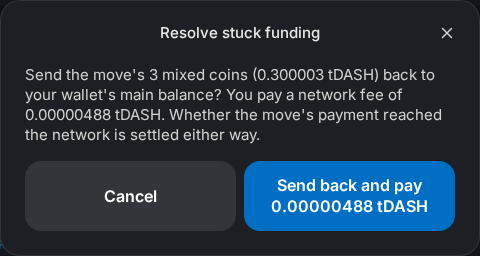 Resolve stuck funding
Send the move's 3 mixed coins (0.300003 tDASH) back to
your wallet's main balance? You pay a network fee of
0.00000488 tDASH. Whether the move's payment reached
the network is settled either way.
Cancel
Send back and pay
0.00000488 tDASH